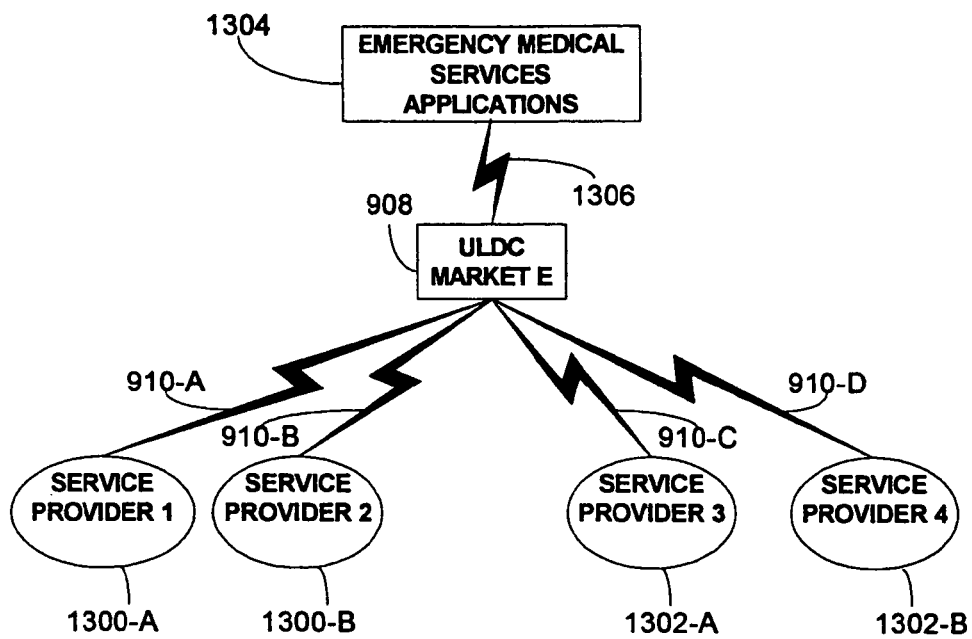 1304
EMERGENCY MEDICAL
SERVICES
APPLICATIONS
1306
908
ULDC
MARKET E
910-A
910-B
910-C
910-D
SERVICE
PROVIDER 1
SERVICE
PROVIDER 2
SERVICE
PROVIDER 3
SERVICE
PROVIDER 4
1300-A
1300-B
1302-A
1302-B